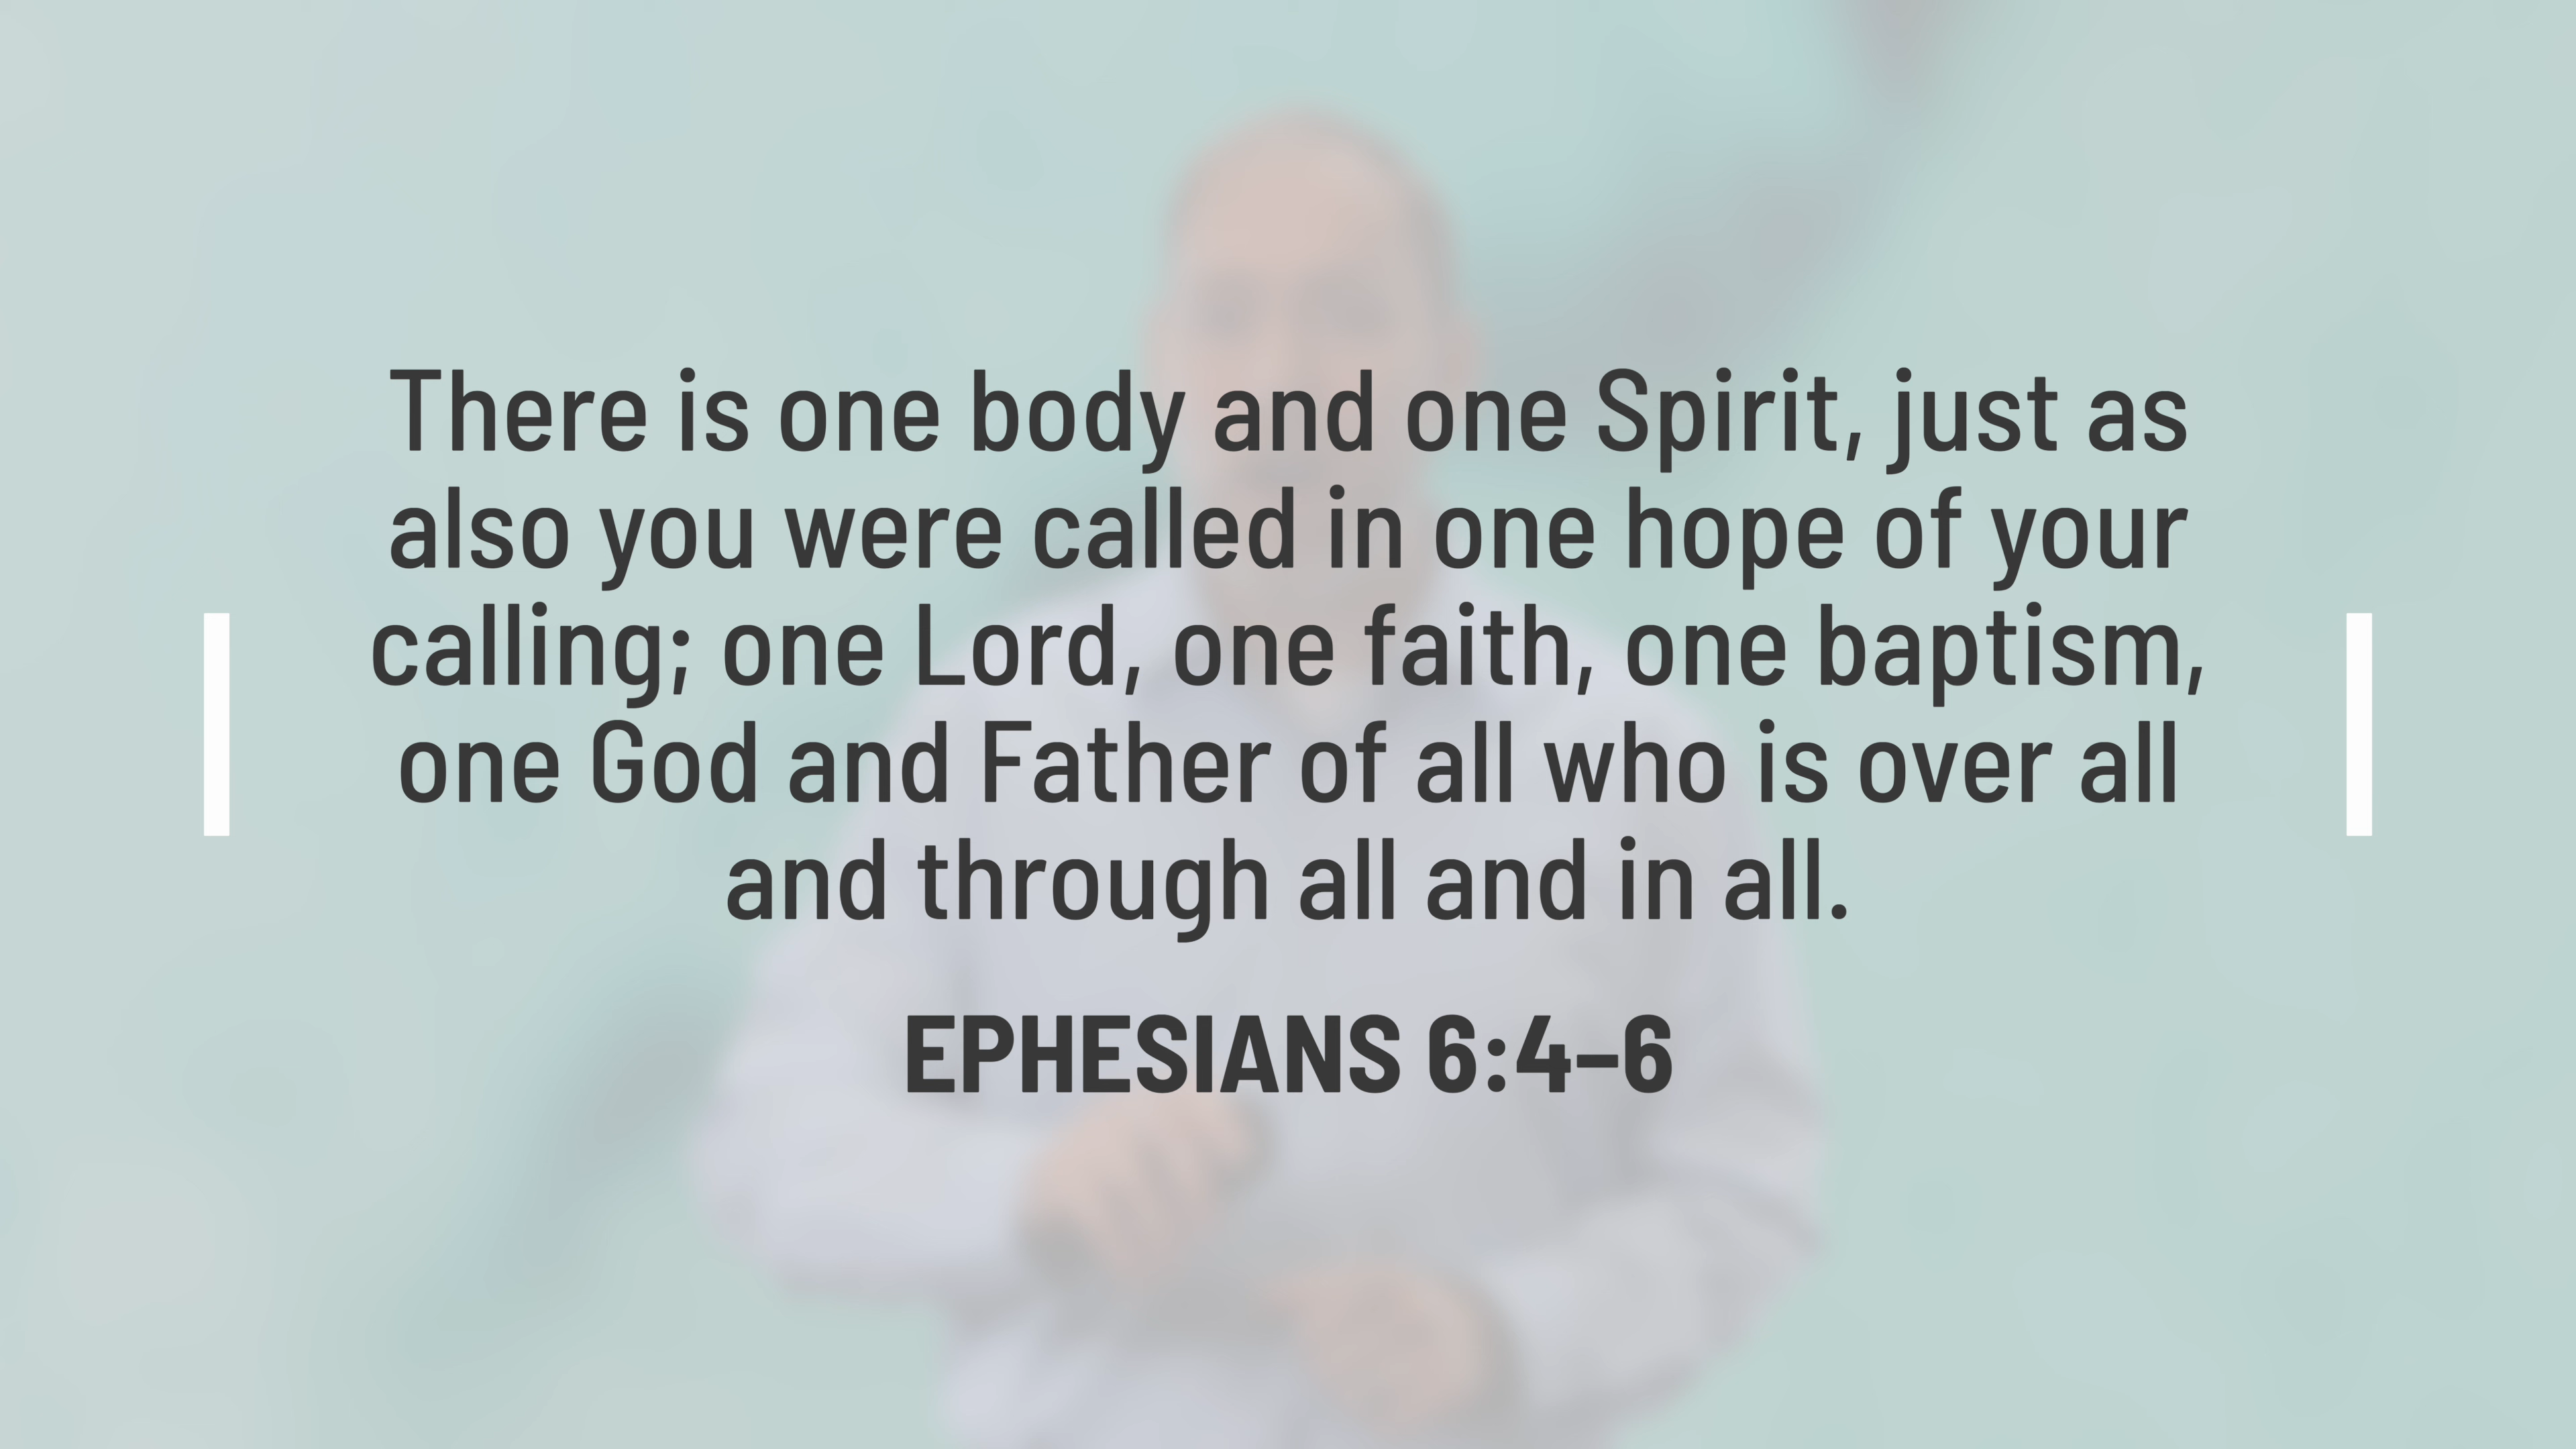 There is one body and one Spirit, just as
also you were called in one hope of your
calling; one Lord, one faith, one baptism,
one God and Father of all who is over all
and through all and in all.
EPHESIANS 6:4–6